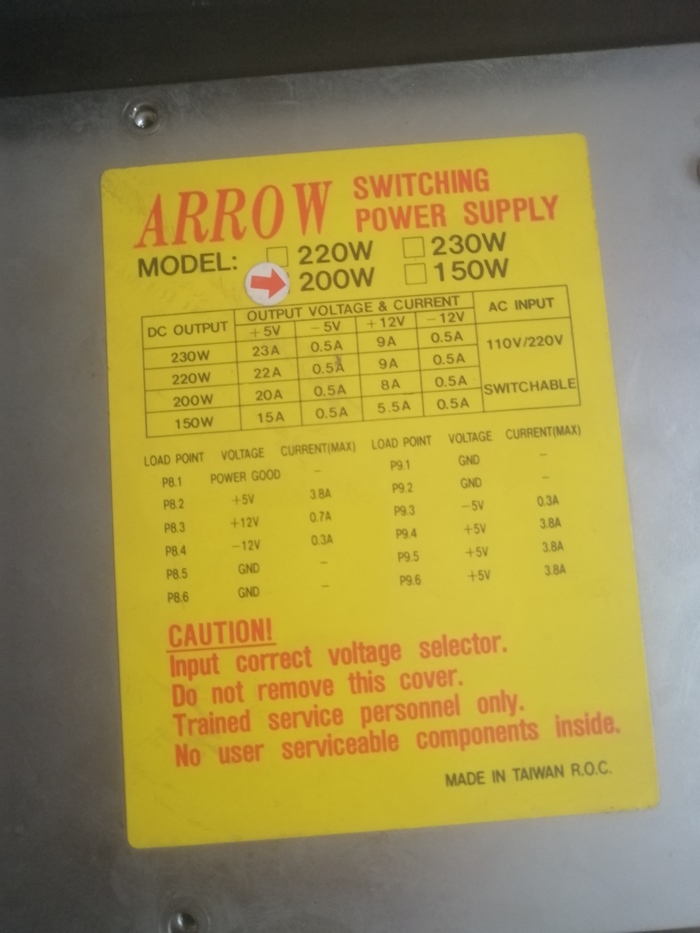 ARROW SWITCHING POWER SUPPLY
MODEL: 220W 230W
200W 150W
DC OUTPUT OUTPUT VOLTAGE & CURRENT AC INPUT
+5V -5V +12V -12V
230W 23A 0.5A 9A 0.5A 110V/220V
220W 22A 0.5A 9A 0.5A
200W 20A 0.5A 8A 0.5A SWITCHABLE
150W 15A 0.5A 5.5A 0.5A
LOAD POINT VOLTAGE CURRENT(MAX) LOAD POINT VOLTAGE CURRENT(MAX)
P8.1 POWER GOOD - P9.1 GND -
P8.2 +5V 3.8A P9.2 GND -
P8.3 +12V 0.7A P9.3 -5V 0.3A
P8.4 -12V 0.3A P9.4 +5V 3.8A
P8.5 GND - P9.5 +5V 3.8A
P8.6 GND - P9.6 +5V 3.8A
CAUTION!
Input correct voltage selector.
Do not remove this cover.
Trained service personnel only.
No user serviceable components inside.
MADE IN TAIWAN R.O.C.